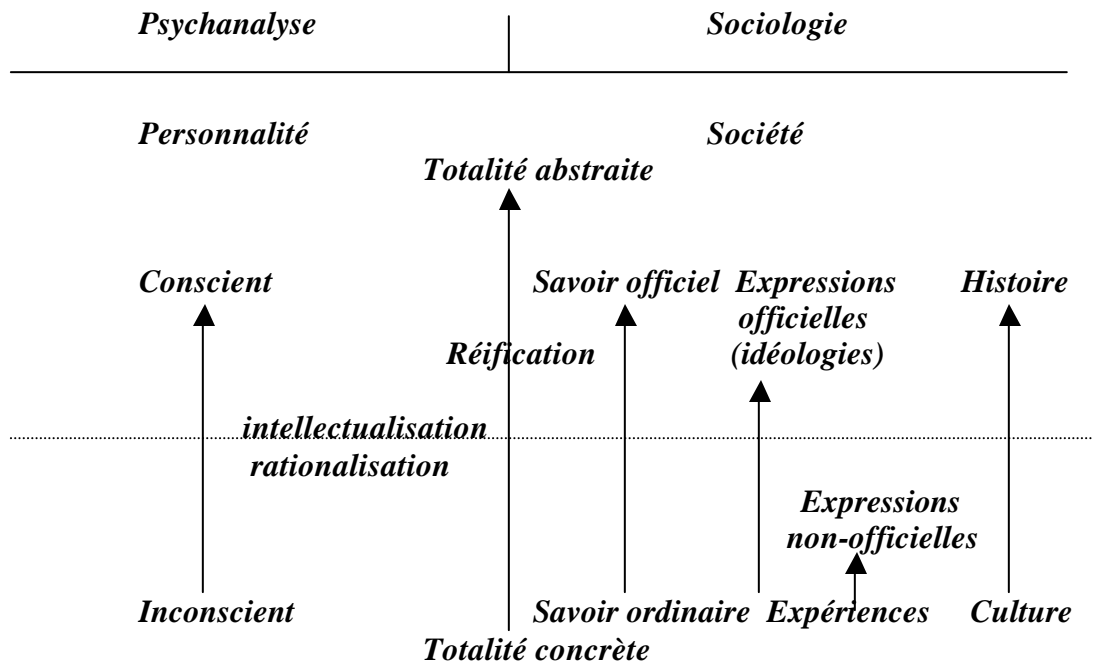 Psychanalyse Sociologie
Personnalité Société
Totalité abstraite
Conscient Savoir officiel Expressions Histoire
officielles
Réification (idéologies)
intellectualisation
rationalisation
Expressions
non-officielles
Inconscient Savoir ordinaire Expériences Culture
Totalité concrète